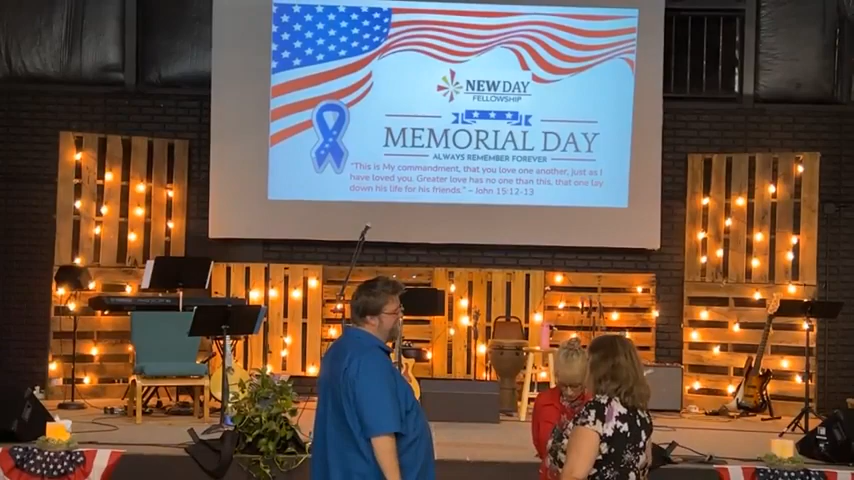 NEWDAY
FELLOWSHIP
MEMORIAL DAY
ALWAYS REMEMBER FOREVER
"This is My commandment, that you love one another, just as I
have loved you. Greater love has no one than this, that one lay
down his life for his friends." – John 15:12-13